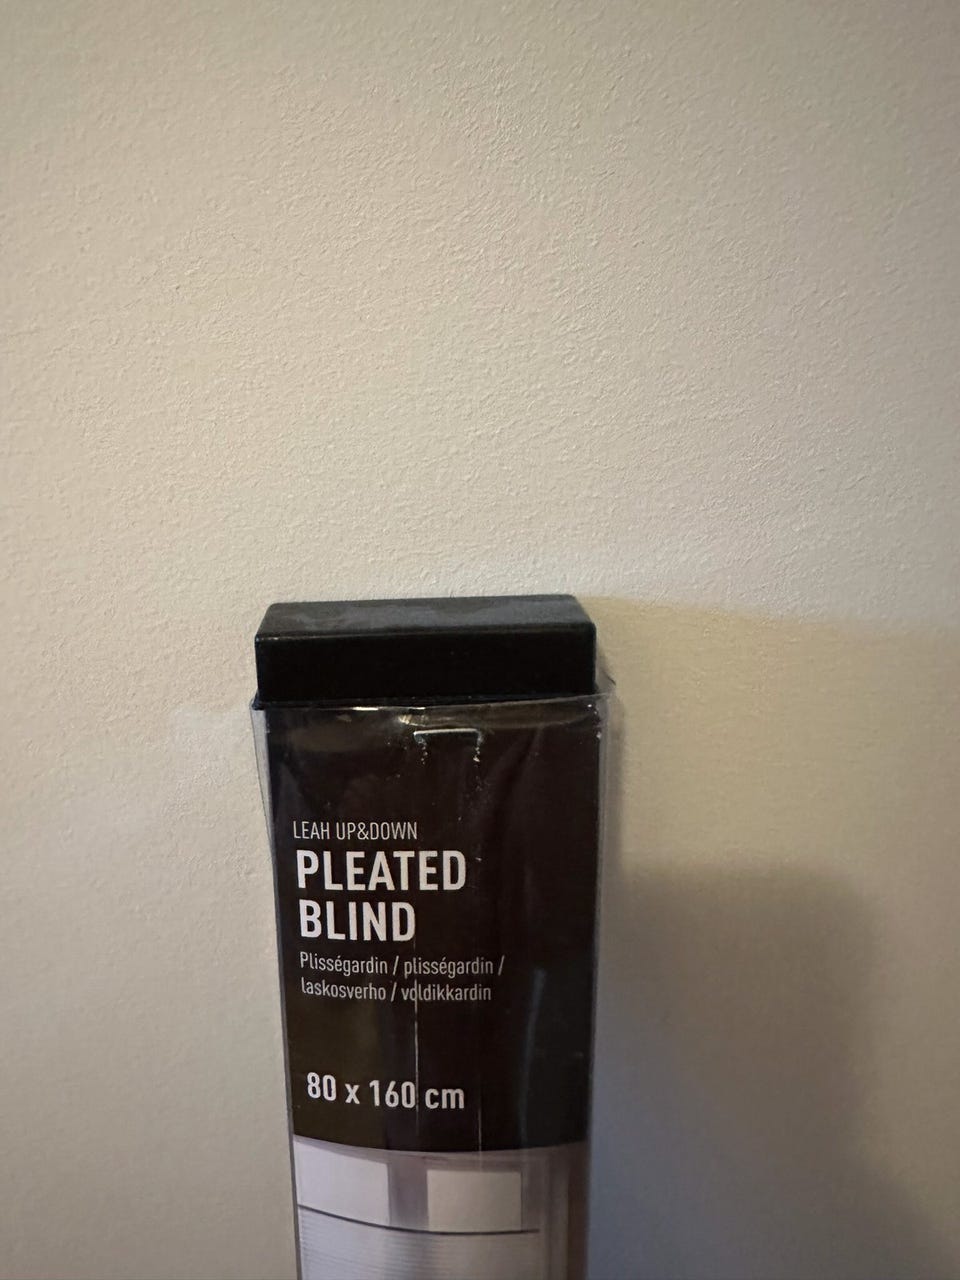 LEAH UP&DOWN
PLEATED
BLIND
Plisségardin / plisségardin /
laskosverho / voldikkardin
80 x 160 cm